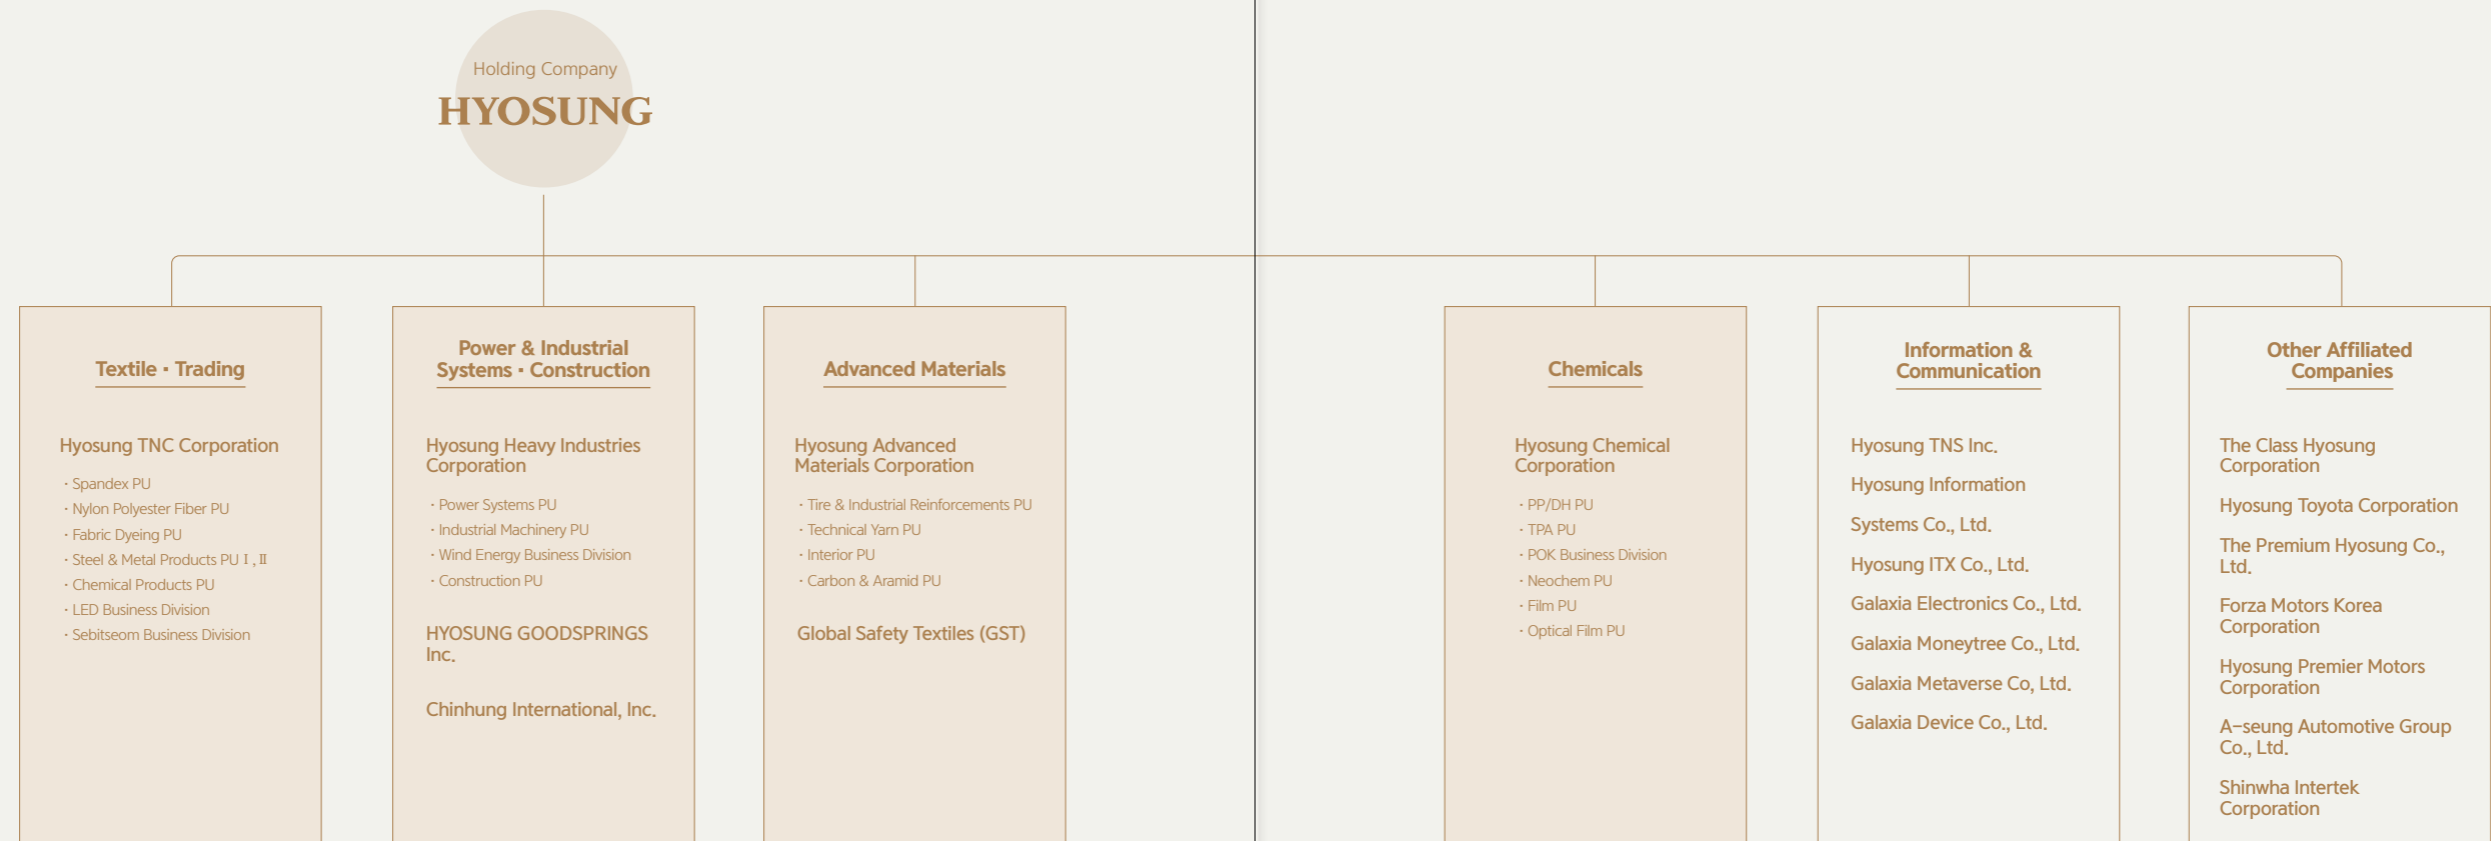 Holding Company
HYOSUNG
Textile · Trading
Hyosung TNC Corporation
· Spandex PU
· Nylon Polyester Fiber PU
· Fabric Dyeing PU
· Steel & Metal Products PU Ⅰ, Ⅱ
· Chemical Products PU
· LED Business Division
· Sebitseom Business Division
Power & Industrial
Systems · Construction
Hyosung Heavy Industries
Corporation
· Power Systems PU
· Industrial Machinery PU
· Wind Energy Business Division
· Construction PU
HYOSUNG GOODSPRINGS
Inc.
Chinhung International, Inc.
Advanced Materials
Hyosung Advanced
Materials Corporation
· Tire & Industrial Reinforcements PU
· Technical Yarn PU
· Interior PU
· Carbon & Aramid PU
Global Safety Textiles (GST)
Chemicals
Hyosung Chemical
Corporation
· PP/DH PU
· TPA PU
· POK Business Division
· Neochem PU
· Film PU
· Optical Film PU
Information &
Communication
Hyosung TNS Inc.
Hyosung Information
Systems Co., Ltd.
Hyosung ITX Co., Ltd.
Galaxia Electronics Co., Ltd.
Galaxia Moneytree Co., Ltd.
Galaxia Metaverse Co, Ltd.
Galaxia Device Co., Ltd.
Other Affiliated
Companies
The Class Hyosung
Corporation
Hyosung Toyota Corporation
The Premium Hyosung Co.,
Ltd.
Forza Motors Korea
Corporation
Hyosung Premier Motors
Corporation
A-seung Automotive Group
Co., Ltd.
Shinwha Intertek
Corporation